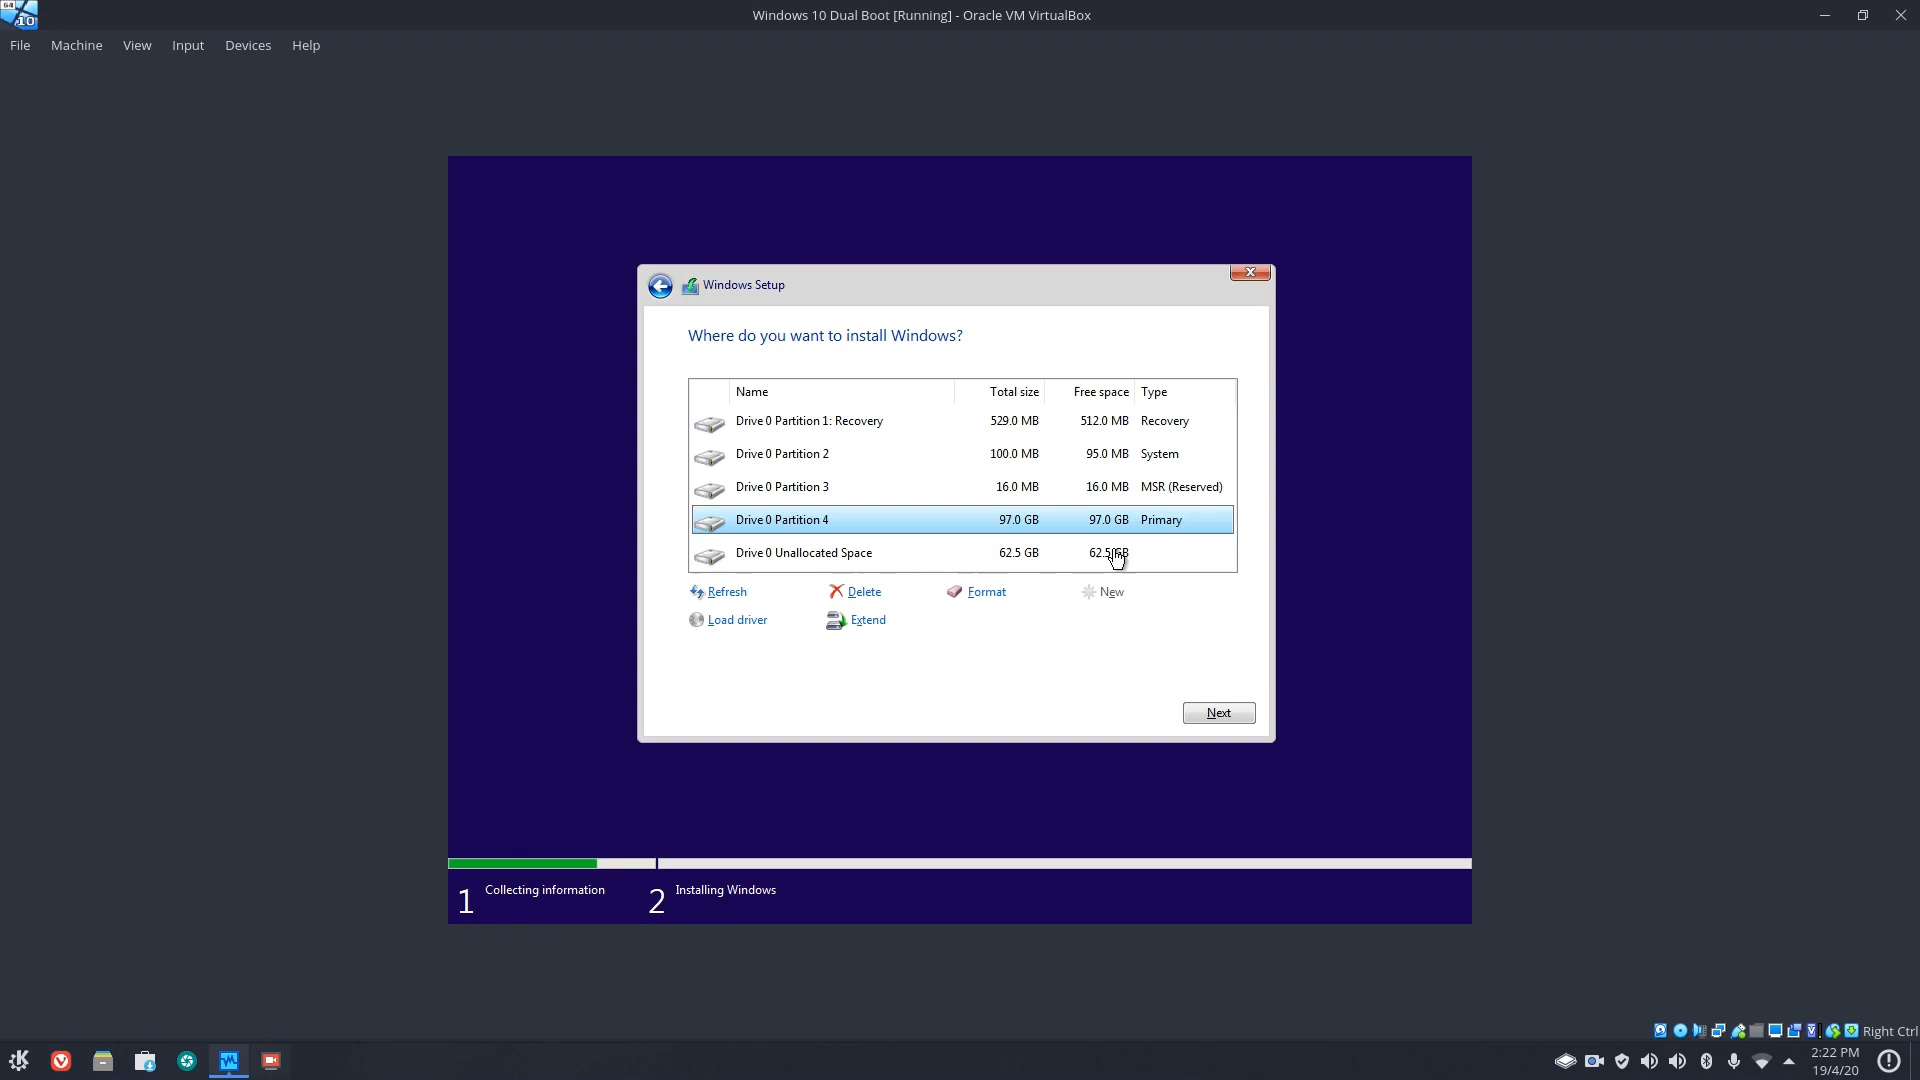 64
10
Windows 10 Dual Boot [Running] - Oracle VM VirtualBox
File Machine View Input Devices Help
Windows Setup
Where do you want to install Windows?
Name Total size Free space Type
Drive 0 Partition 1: Recovery 529.0 MB 512.0 MB Recovery
Drive 0 Partition 2 100.0 MB 95.0 MB System
Drive 0 Partition 3 16.0 MB 16.0 MB MSR (Reserved)
Drive 0 Partition 4 97.0 GB 97.0 GB Primary
Drive 0 Unallocated Space 62.5 GB 62.5 GB
Refresh Delete Format New
Load driver Extend
Next
1 Collecting information 2 Installing Windows
Right Ctrl
2:22 PM
19/4/20